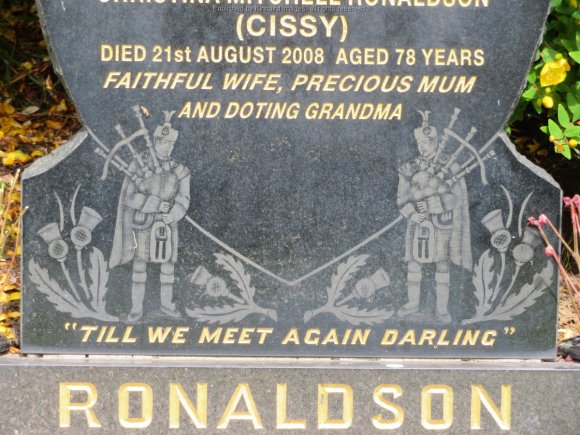 RONALDSON
(CISSY)
DIED 21st AUGUST 2008 AGED 78 YEARS
FAITHFUL WIFE, PRECIOUS MUM
AND DOTING GRANDMA
"TILL WE MEET AGAIN DARLING"
RONALDSON